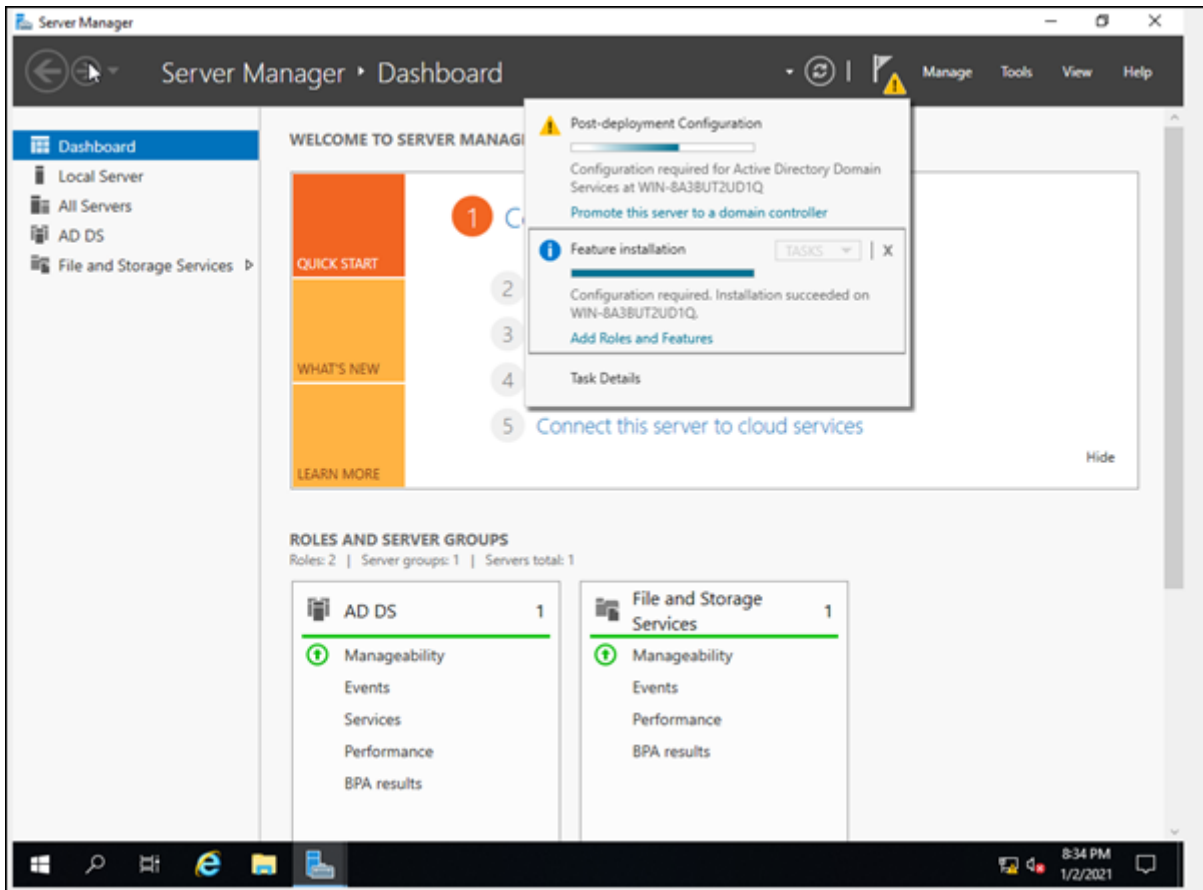 Server Manager
Server Manager • Dashboard
Manage Tools View Help
Dashboard
Local Server
All Servers
AD DS
File and Storage Services
WELCOME TO SERVER MANAG
Post-deployment Configuration
Configuration required for Active Directory Domain
Services at WIN-8A3BUT2UD1Q
Promote this server to a domain controller
Feature installation
TASKS
X
Configuration required. Installation succeeded on
WIN-8A3BUT2UD1Q.
Add Roles and Features
Task Details
QUICK START
WHAT'S NEW
LEARN MORE
1
2
3
4
5 Connect this server to cloud services
Hide
ROLES AND SERVER GROUPS
Roles: 2 | Server groups: 1 | Servers total: 1
AD DS 1
Manageability
Events
Services
Performance
BPA results
File and Storage
Services 1
Manageability
Events
Performance
BPA results
8:34 PM
1/2/2021